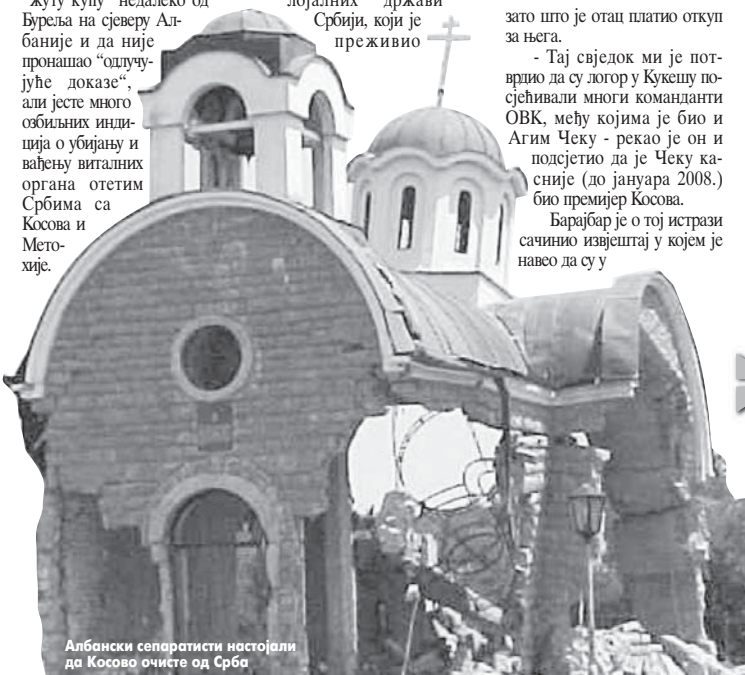 жуту кућу“ недалеко од
Буреља на сјеверу Ал-
баније и да није
пронашао “одлучу-
јуће доказе“,
али јесте много
озбиљних инди-
ција о убијању и
вађењу виталних
органа отетим
Србима са
Косова и
Мето-
хије.
лојалних држави
Србији, који је
преживио
зато што је отац платио откуп
за њега.
- Тај свједок ми је пот-
врдио да су логор у Кукешу по-
сјећивали многи команданти
ОВК, међу којима је био и
Агим Чеку - рекао је он и
подсјетио да је Чеку ка-
сније (до јануара 2008.)
био премијер Косова.
Барајбар је о тој истрази
сачинио извјештај у којем је
навео да су у
Албански сепаратисти настојали
да Косово очисте од Срба